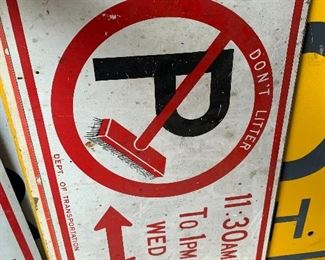 P
DON'T LITTER
11:30AM
To 1PM
WED
DEPT. OF TRANSPORTATION